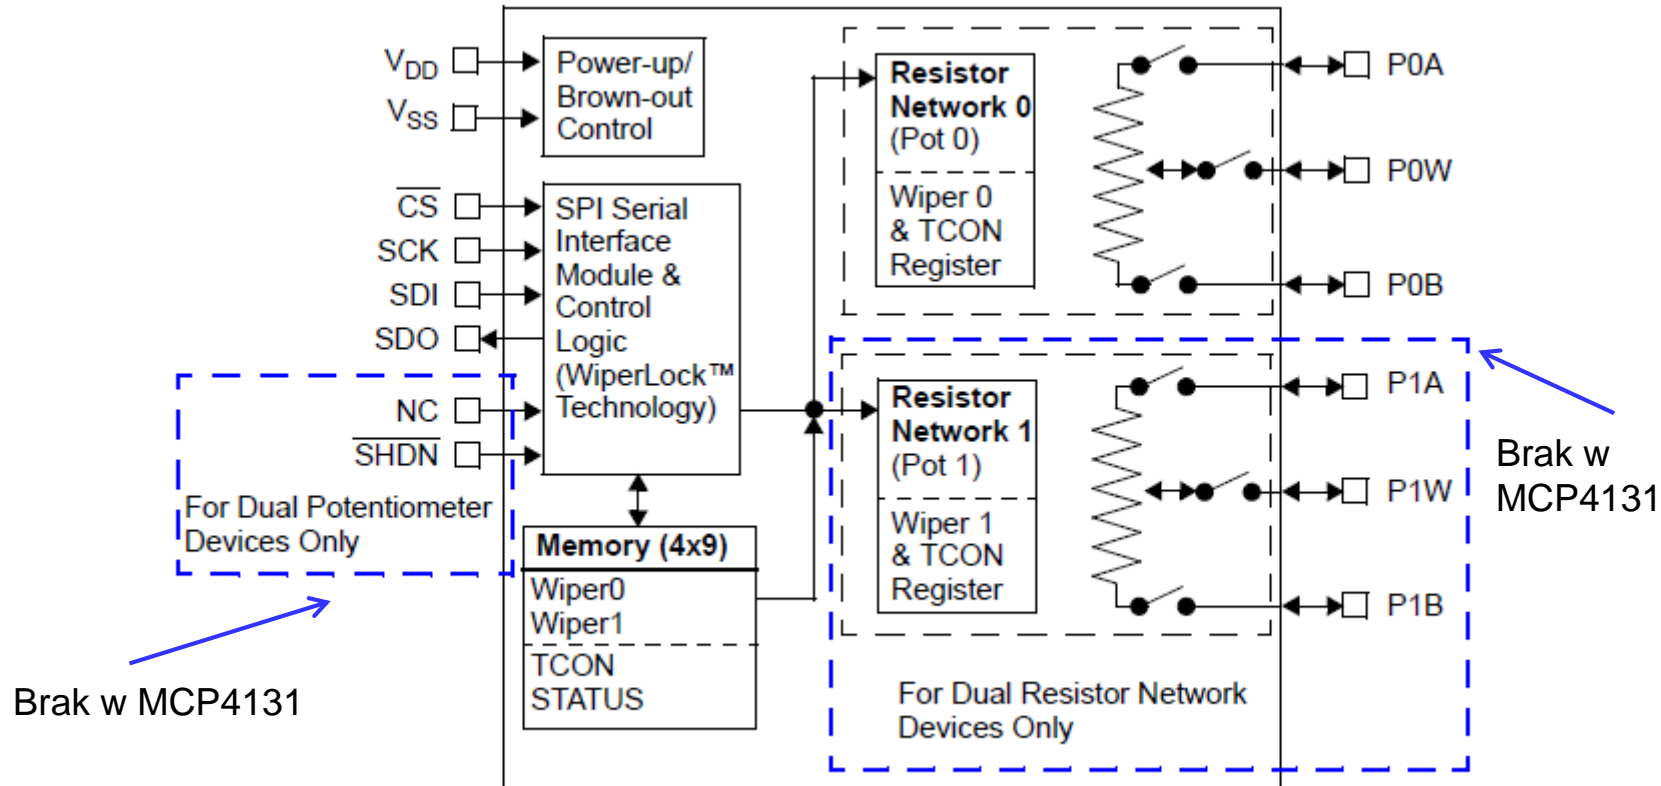 V_DD
V_SS
Power-up/
Brown-out
Control
CS
SCK
SDI
SDO
NC
SHDN
For Dual Potentiometer
Devices Only
SPI Serial
Interface
Module &
Control
Logic
(WiperLock™
Technology)
Memory (4x9)
Wiper0
Wiper1
TCON
STATUS
Resistor
Network 0
(Pot 0)
Wiper 0
& TCON
Register
P0A
P0W
P0B
Resistor
Network 1
(Pot 1)
Wiper 1
& TCON
Register
P1A
P1W
P1B
For Dual Resistor Network
Devices Only
Brak w
MCP4131
Brak w MCP4131